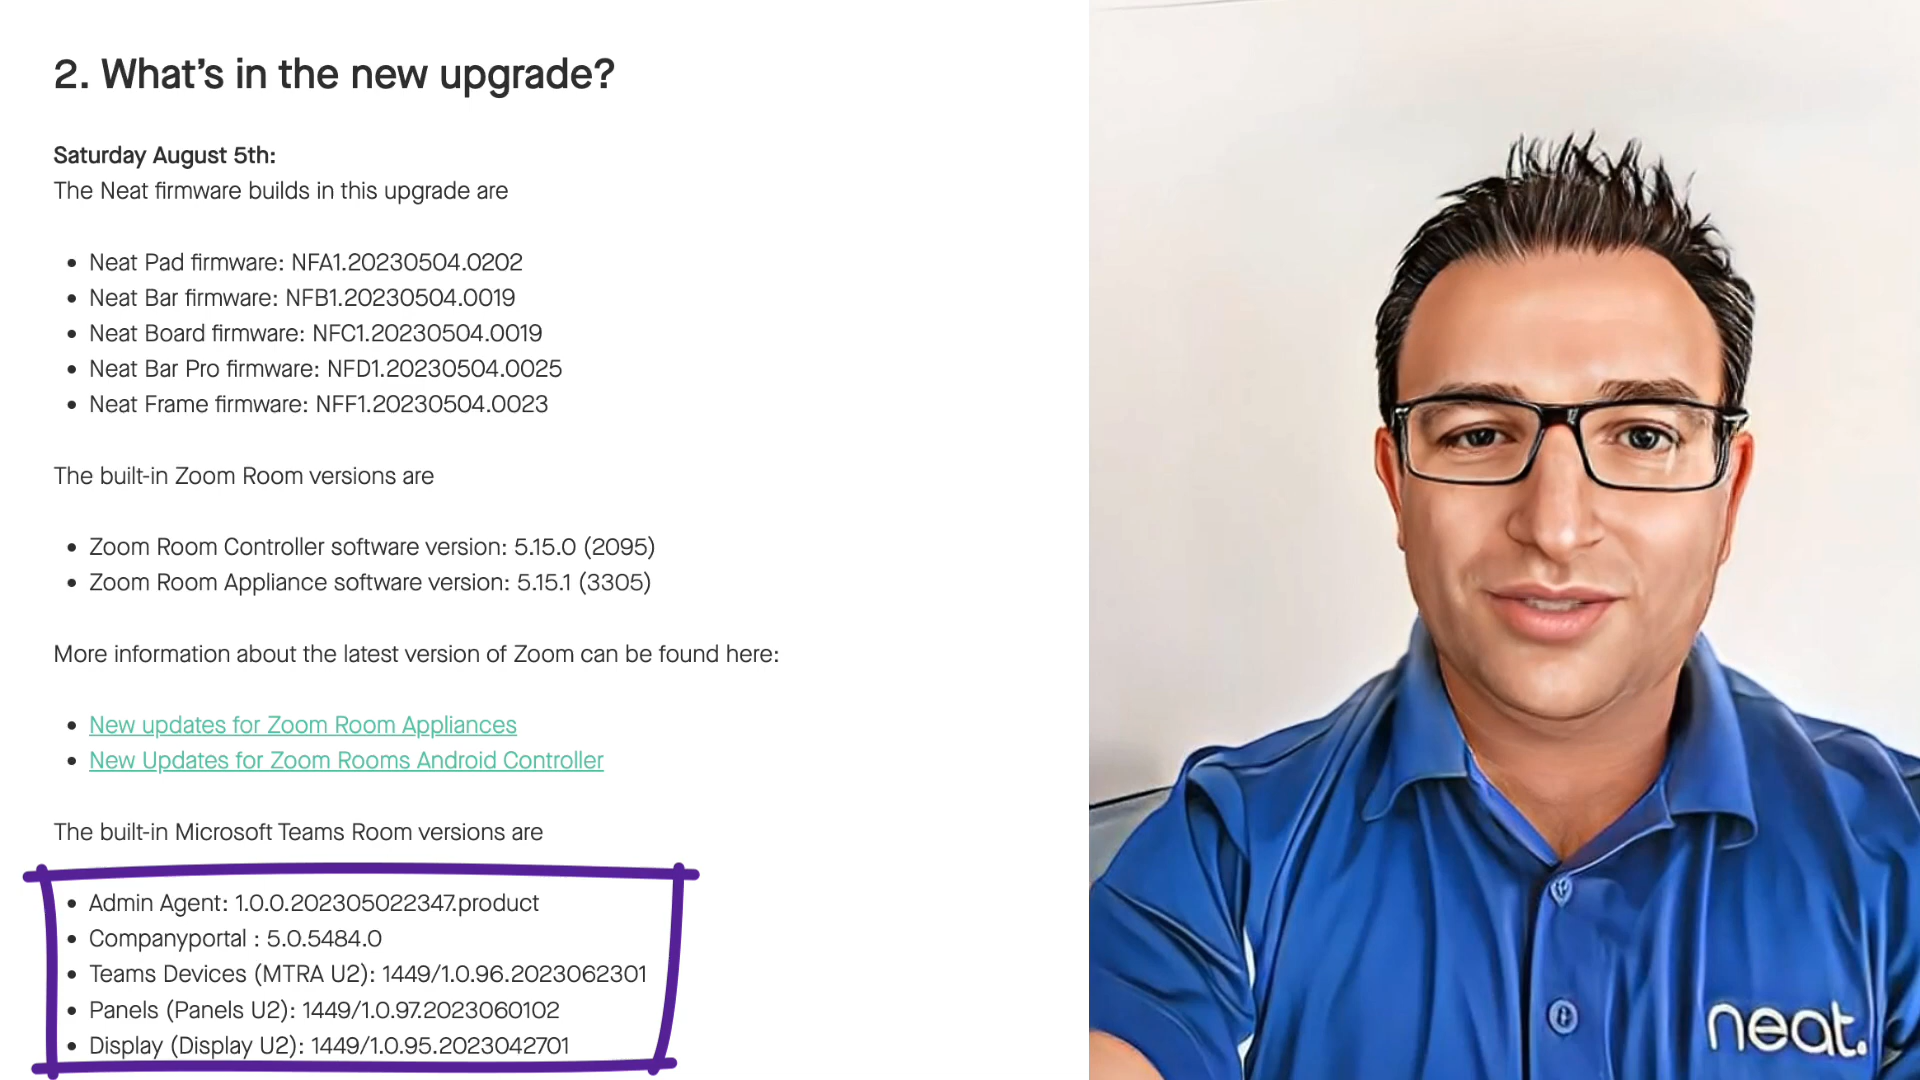 2. What’s in the new upgrade?
Saturday August 5th:
The Neat firmware builds in this upgrade are
• Neat Pad firmware: NFA1.20230504.0202
• Neat Bar firmware: NFB1.20230504.0019
• Neat Board firmware: NFC1.20230504.0019
• Neat Bar Pro firmware: NFD1.20230504.0025
• Neat Frame firmware: NFF1.20230504.0023
The built-in Zoom Room versions are
• Zoom Room Controller software version: 5.15.0 (2095)
• Zoom Room Appliance software version: 5.15.1 (3305)
More information about the latest version of Zoom can be found here:
• New updates for Zoom Room Appliances
• New Updates for Zoom Rooms Android Controller
The built-in Microsoft Teams Room versions are
• Admin Agent: 1.0.0.202305022347.product
• Companyportal : 5.0.5484.0
• Teams Devices (MTRA U2): 1449/1.0.96.2023062301
• Panels (Panels U2): 1449/1.0.97.2023060102
• Display (Display U2): 1449/1.0.95.2023042701
neat.